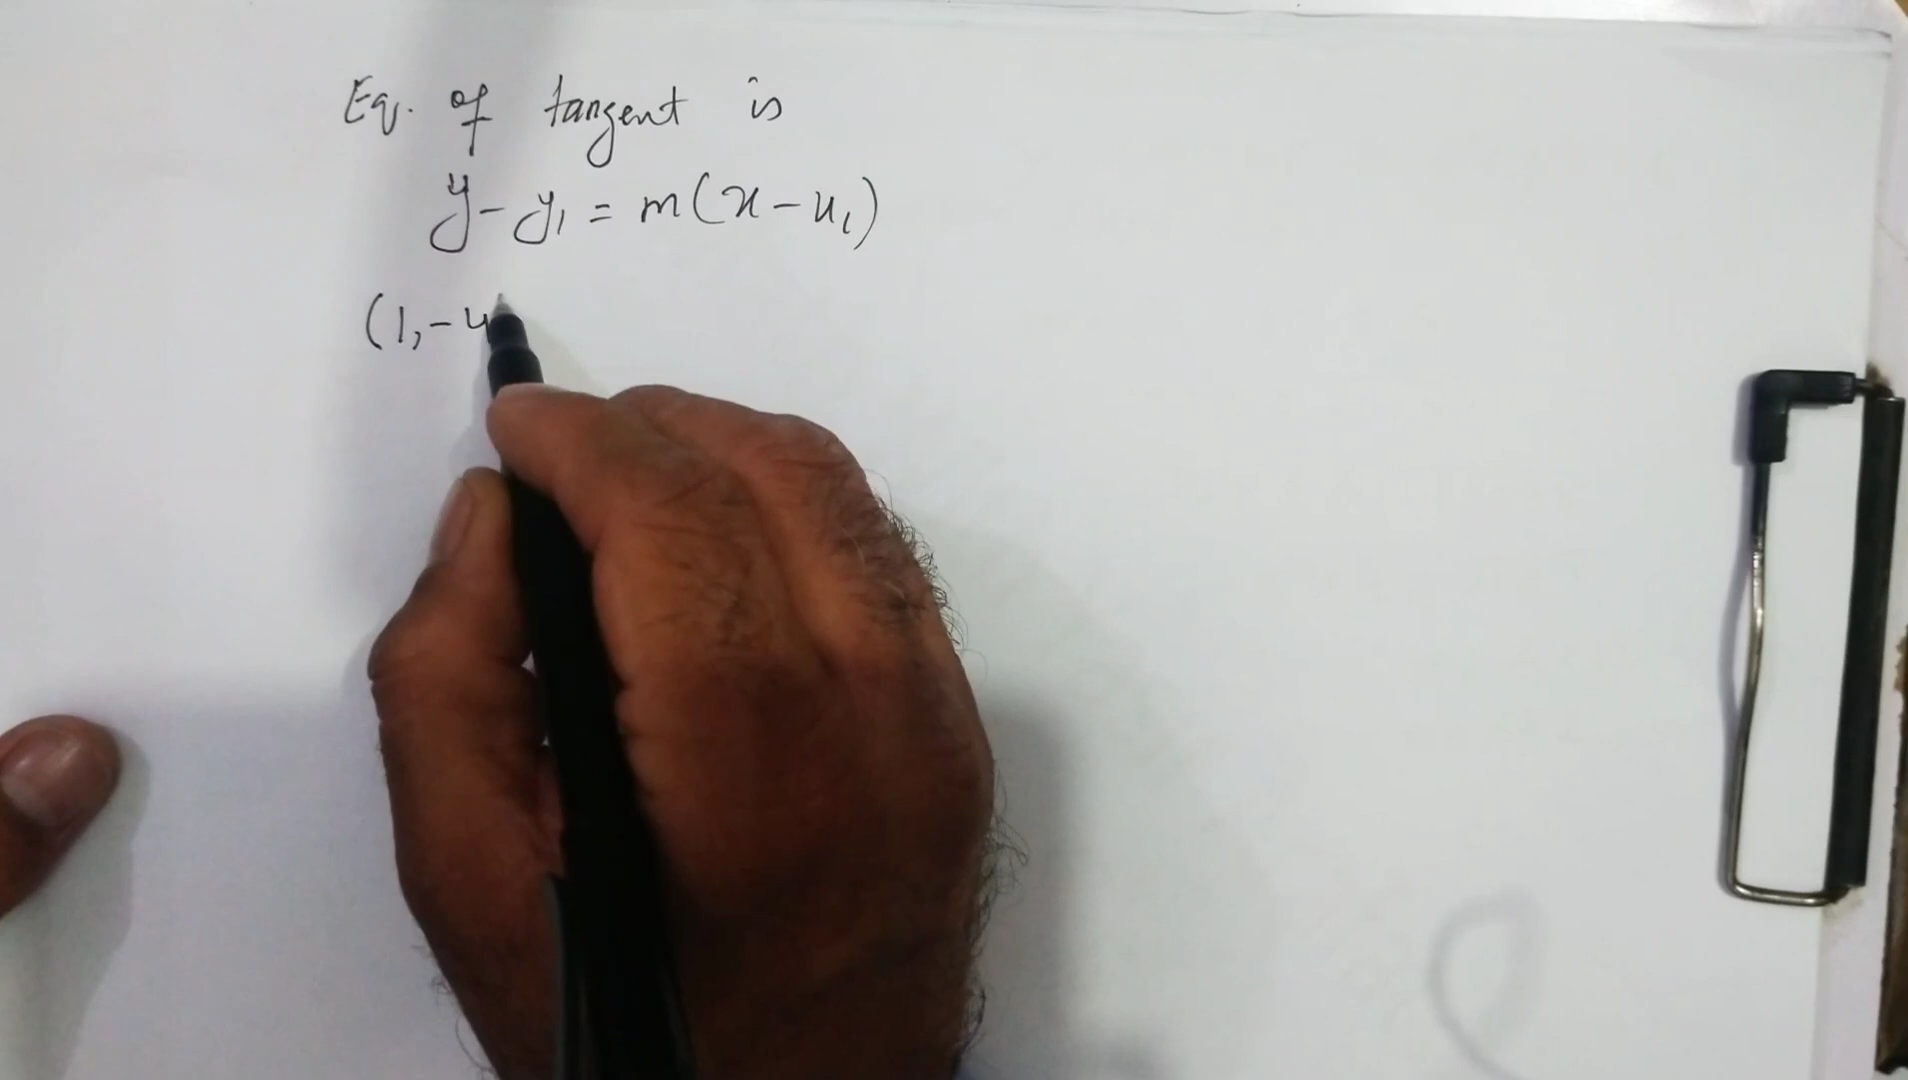 Eq. of tangent is
y - y₁ = m(x - x₁)
(1, -4